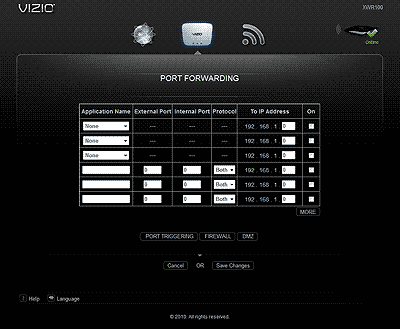 VIZIO
XWR100
VIZIO
Online
PORT FORWARDING
Application Name External Port Internal Port Protocol To IP Address On
None --- --- --- 192 . 168 . 1 . 0
None --- --- --- 192 . 168 . 1 . 0
None --- --- --- 192 . 168 . 1 . 0
0 0 Both 192 . 168 . 1 . 0
0 0 Both 192 . 168 . 1 . 0
0 0 Both 192 . 168 . 1 . 0
MORE
PORT TRIGGERING FIREWALL DMZ
Cancel OR Save Changes
? Help Language
© 2010. All rights reserved.